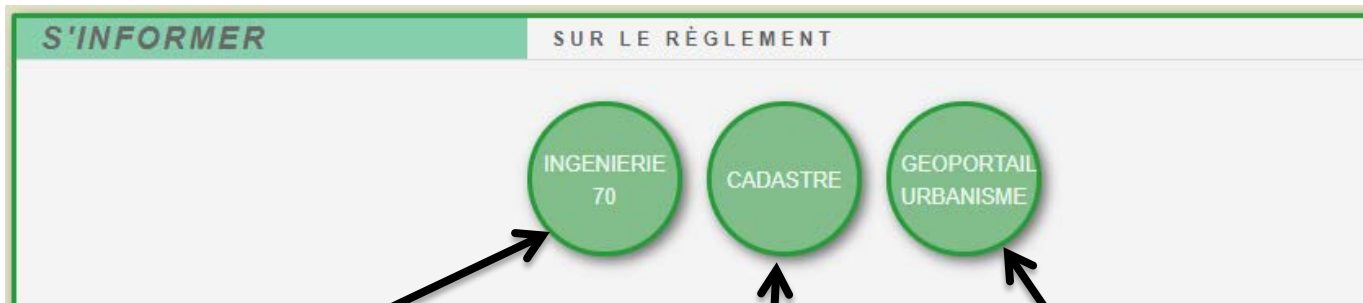 S'INFORMER
SUR LE RÈGLEMENT
INGENIERIE
70
CADASTRE
GEOPORTAIL
URBANISME